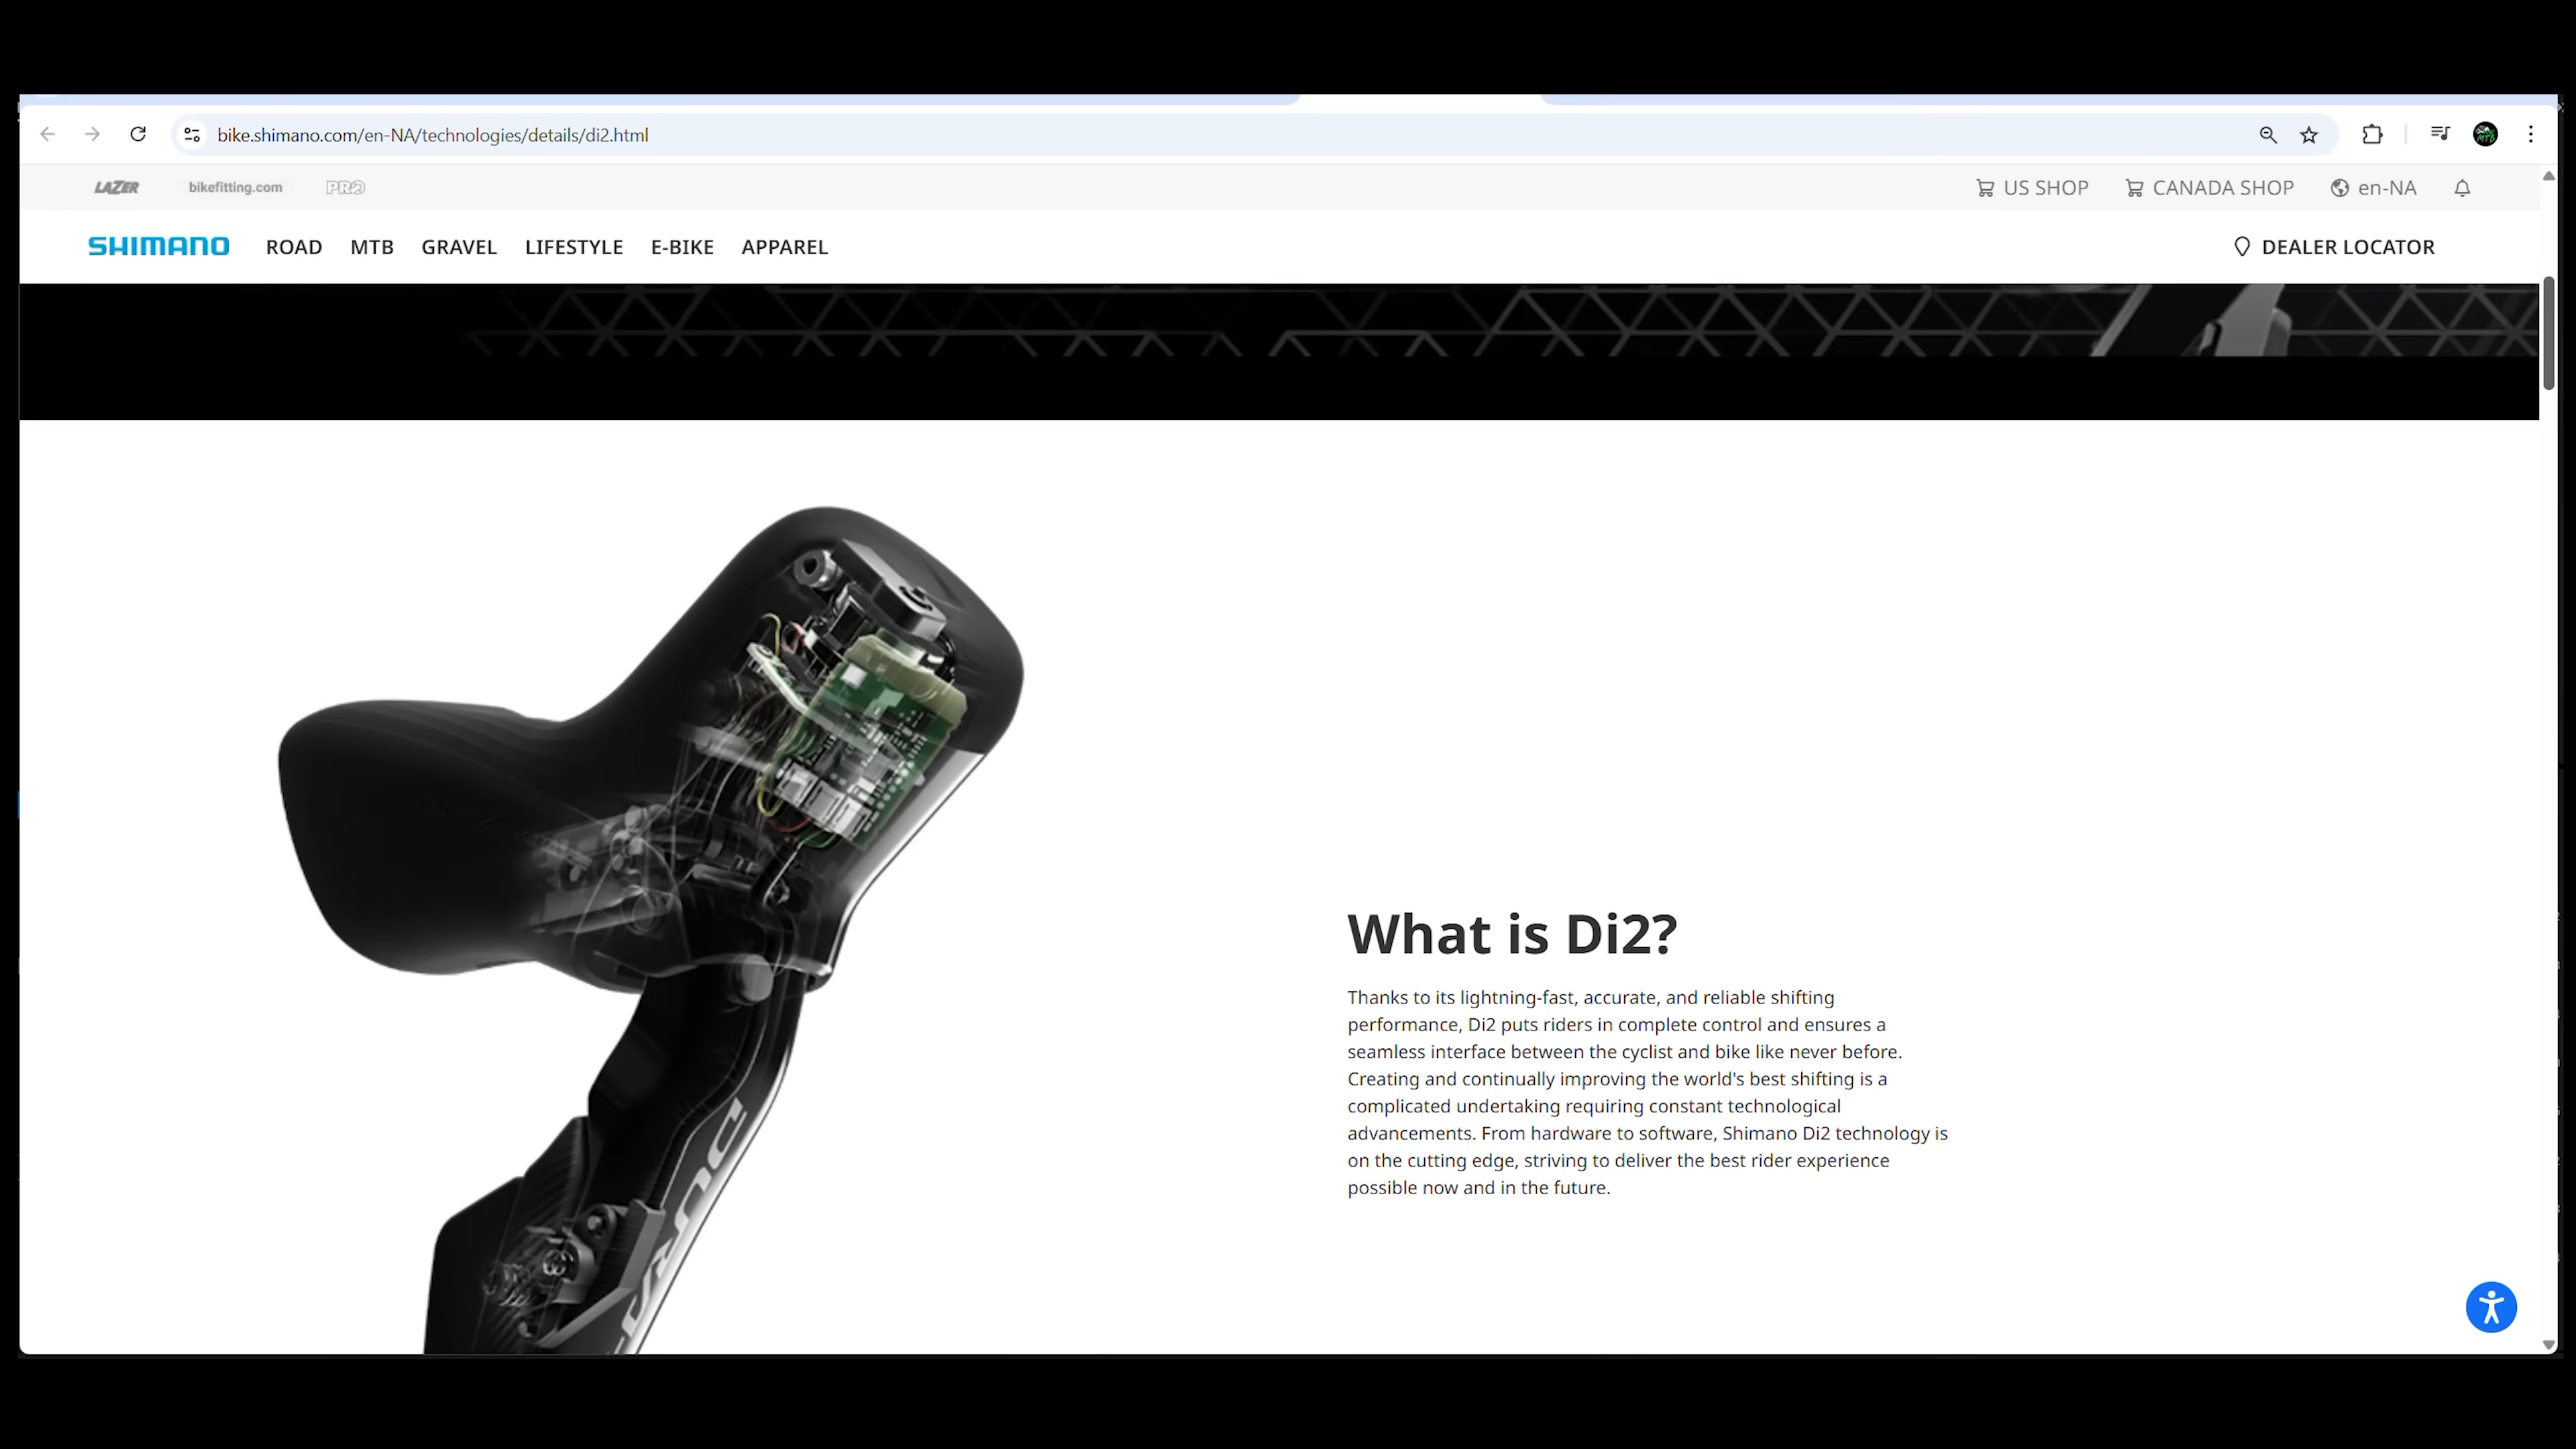 bike.shimano.com/en-NA/technologies/details/di2.html
LAZER bikefitting.com PRO US SHOP CANADA SHOP en-NA
SHIMANO ROAD MTB GRAVEL LIFESTYLE E-BIKE APPAREL DEALER LOCATOR
What is Di2?
Thanks to its lightning-fast, accurate, and reliable shifting
performance, Di2 puts riders in complete control and ensures a
seamless interface between the cyclist and bike like never before.
Creating and continually improving the world's best shifting is a
complicated undertaking requiring constant technological
advancements. From hardware to software, Shimano Di2 technology is
on the cutting edge, striving to deliver the best rider experience
possible now and in the future.